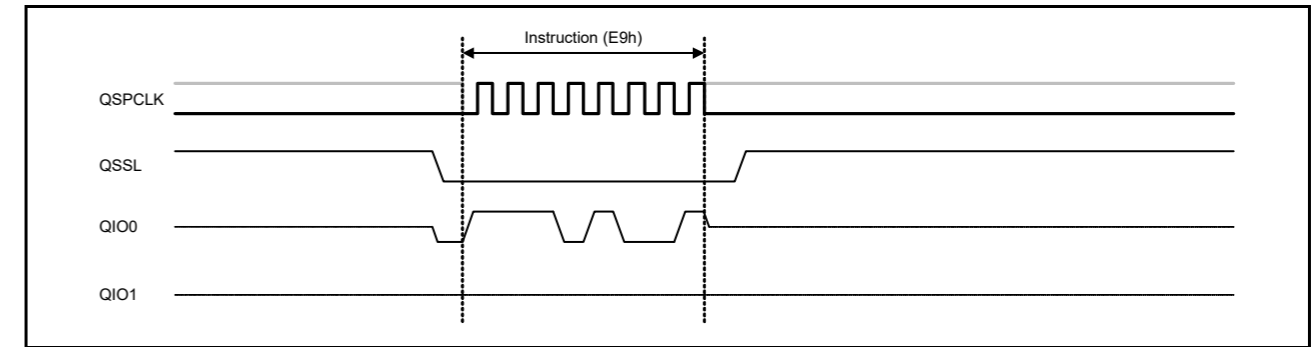 Instruction (E9h)
QSPCLK
QSSL
QIO0
QIO1